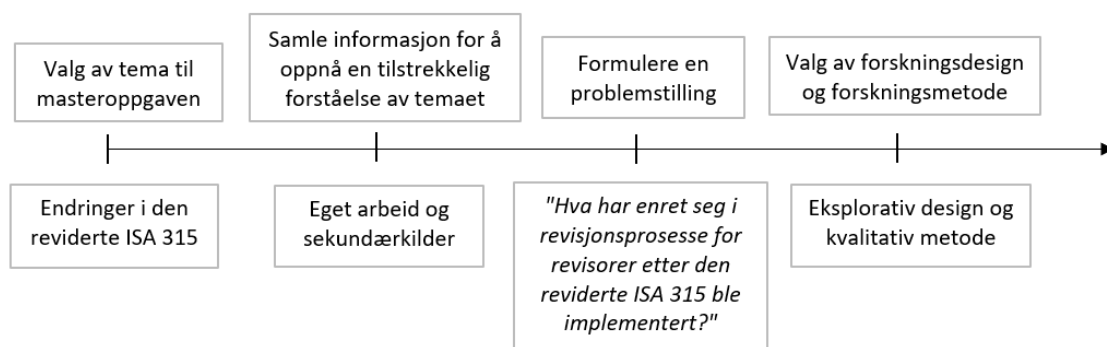 Valg av tema til
masteroppgaven
Samle informasjon for å
oppnå en tilstrekkelig
forståelse av temaet
Formulere en
problemstilling
Valg av forskningsdesign
og forskningsmetode
Endringer i den
reviderte ISA 315
Eget arbeid og
sekundærkilder
"Hva har enret seg i
revisjonsprosesse for
revisorer etter den
reviderte ISA 315 ble
implementert?"
Eksplorativ design og
kvalitativ metode